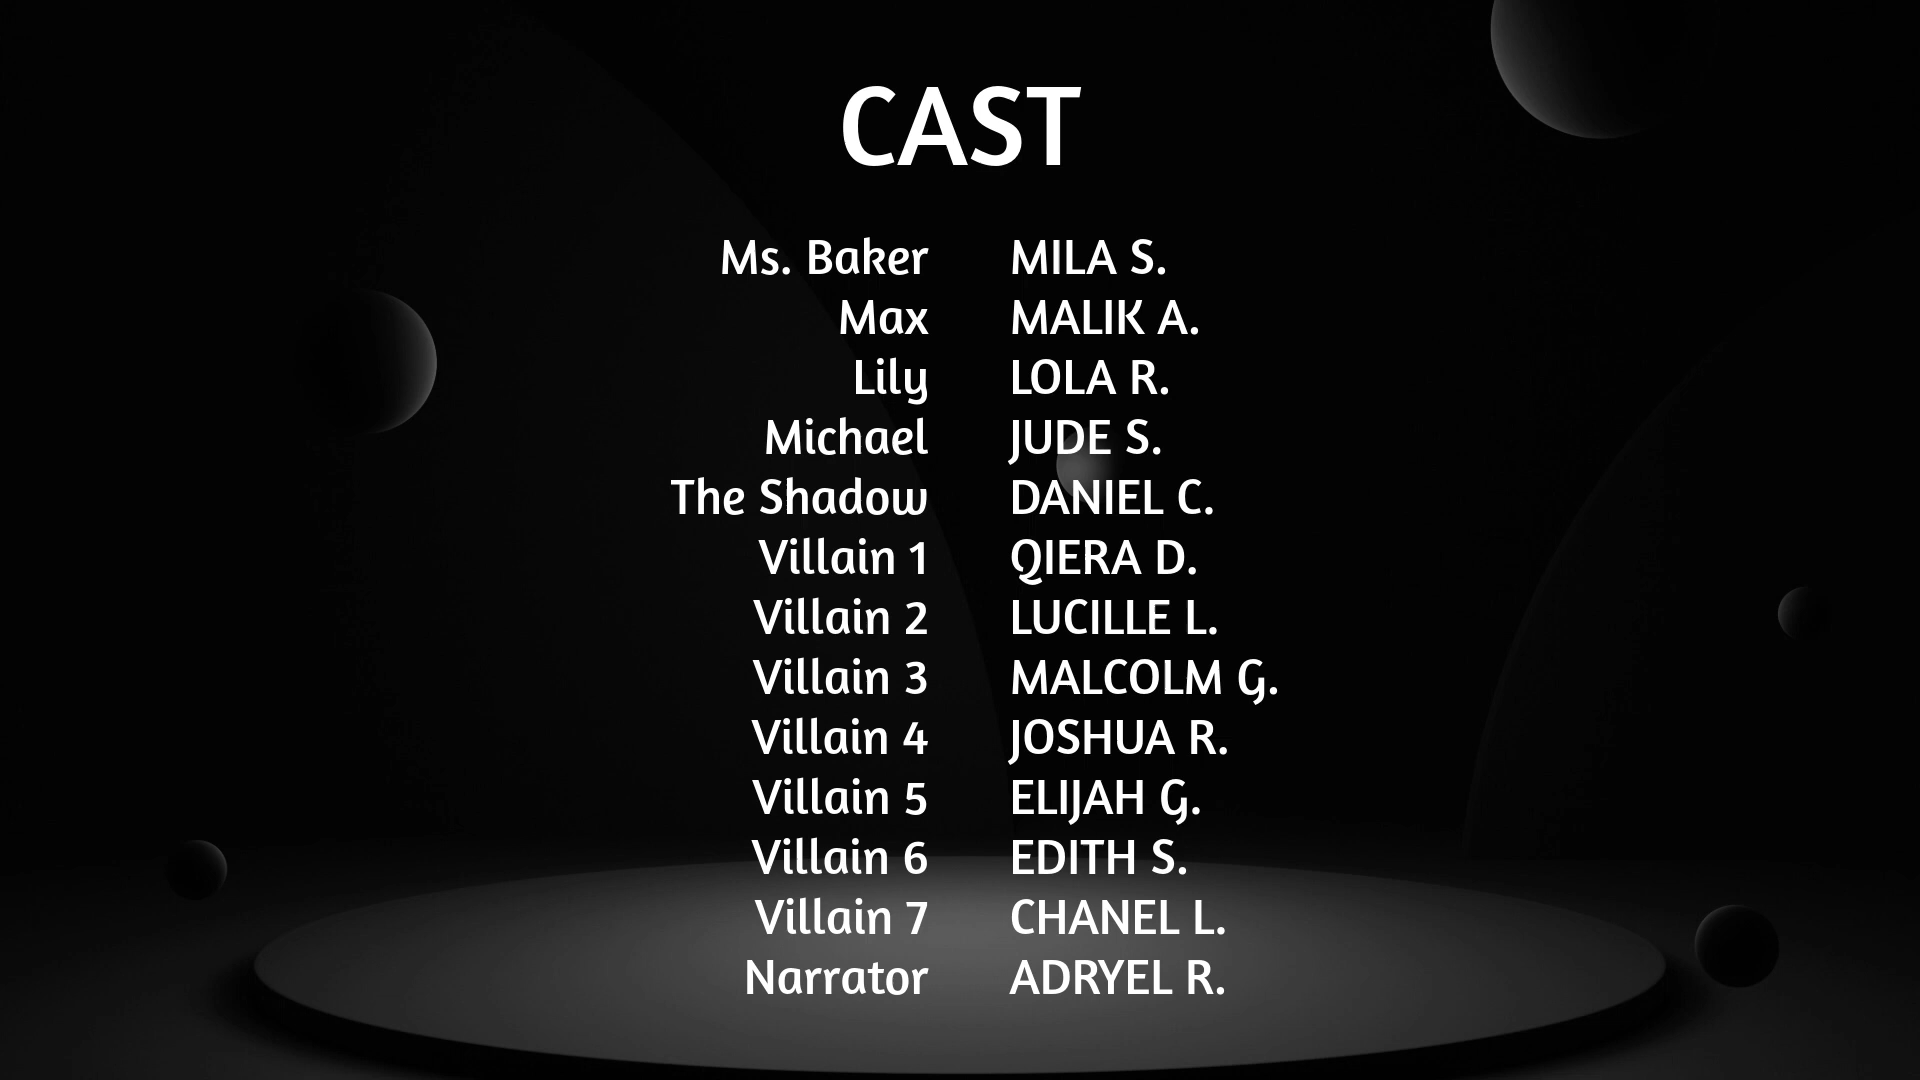 CAST
Ms. Baker MILA S.
Max MALIK A.
Lily LOLA R.
Michael JUDE S.
The Shadow DANIEL C.
Villain 1 QIERA D.
Villain 2 LUCILLE L.
Villain 3 MALCOLM G.
Villain 4 JOSHUA R.
Villain 5 ELIJAH G.
Villain 6 EDITH S.
Villain 7 CHANEL L.
Narrator ADRYEL R.